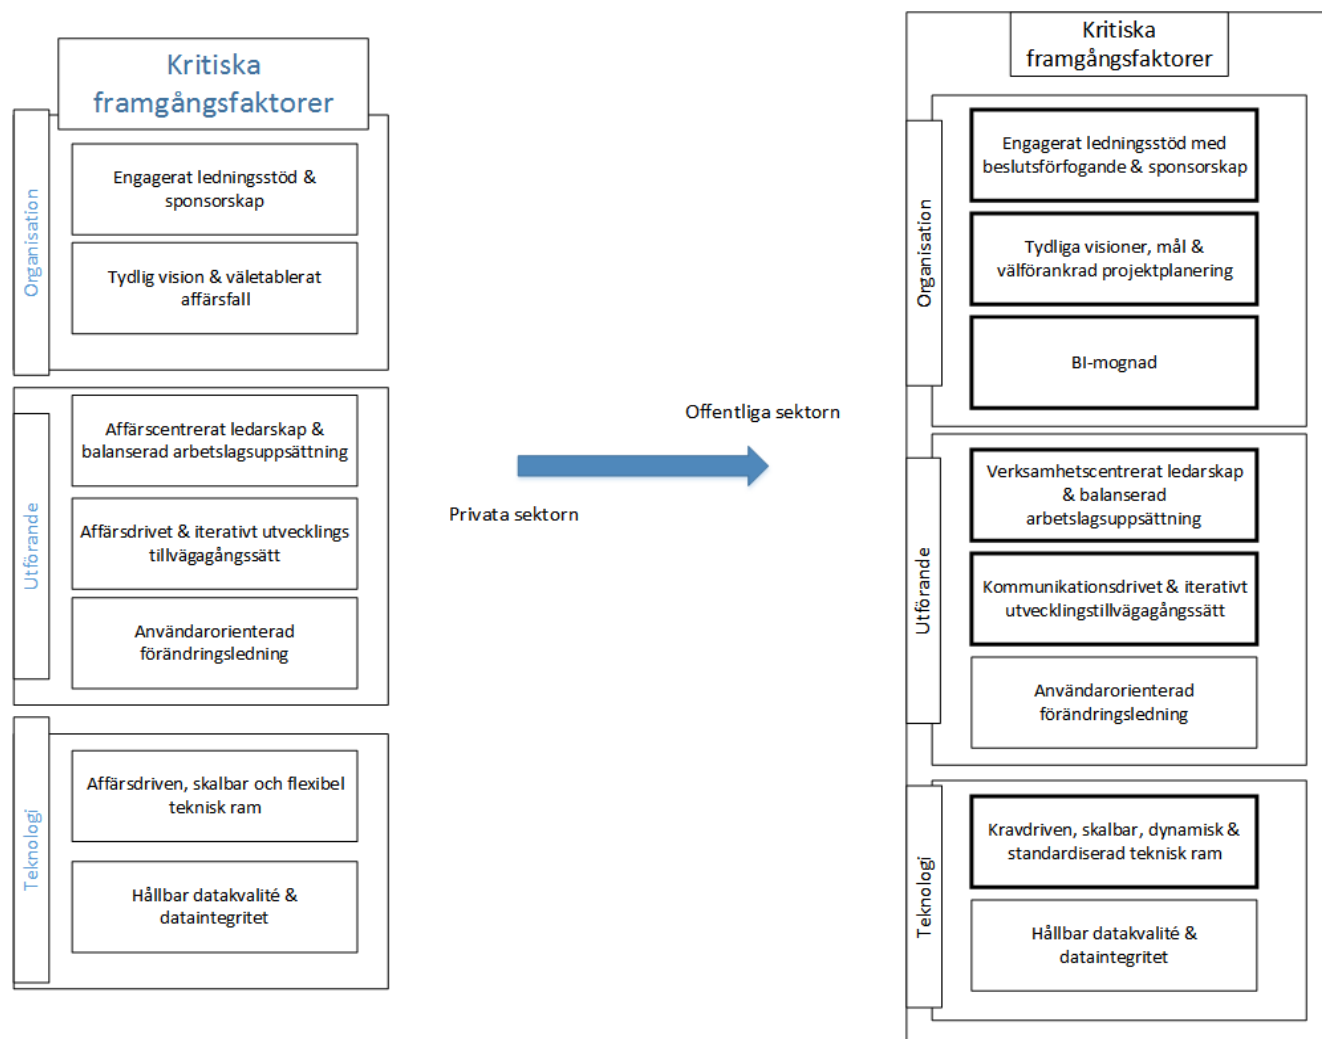 Kritiska
framgångsfaktorer
Organisation
Engagerat ledningsstöd &
sponsorskap
Tydlig vision & väletablerat
affärsfall
Utförande
Affärscentrerat ledarskap &
balanserad arbetslagsuppsättning
Affärsdrivet & iterativt utvecklings
tillvägagångssätt
Användarorienterad
förändringsledning
Teknologi
Affärsdriven, skalbar och flexibel
teknisk ram
Hållbar datakvalité &
dataintegritet
Offentliga sektorn
Privata sektorn
Kritiska
framgångsfaktorer
Organisation
Engagerat ledningsstöd med
beslutsförfogande & sponsorskap
Tydliga visioner, mål &
välförankrad projektplanering
BI-mognad
Utförande
Verksamhetscentrerat ledarskap
& balanserad
arbetslagsuppsättning
Kommunikationsdrivet & iterativt
utvecklingstillvägagångssätt
Användarorienterad
förändringsledning
Teknologi
Kravdriven, skalbar, dynamisk &
standardiserad teknisk ram
Hållbar datakvalité &
dataintegritet